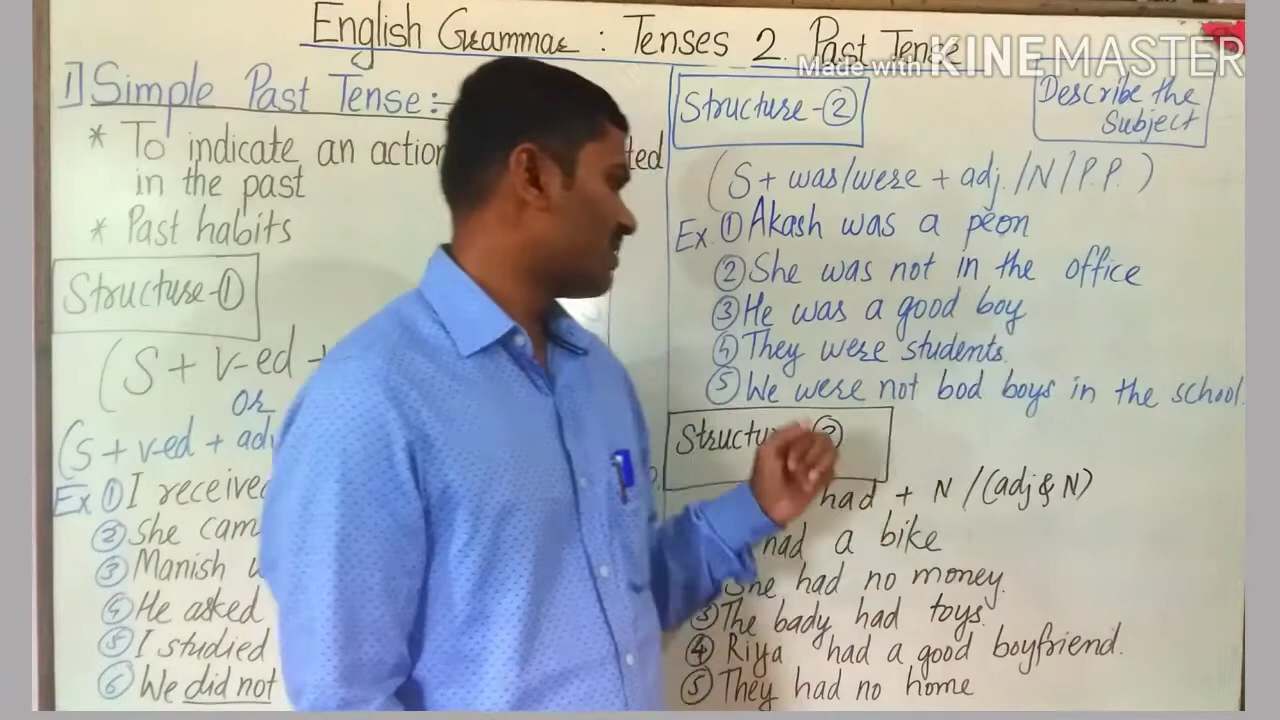 English Grammar : Tenses 2. Past Tense
Made with KINEMASTER
1] Simple Past Tense:-
* To indicate an action
in the past
* Past habits
Structure-①
(S + v-ed +
or
(S + v-ed + adv
Ex ① I received
② She cam
③ Manish
④ He asked
⑤ I studied
⑥ We did not
Structure-②
Describe the
Subject
(S + was/were + adj./N/P.P.)
Ex. ① Akash was a peon
② She was not in the office
③ He was a good boy
④ They were students.
⑤ We were not bod boys in the school.
had + N /(adj & N)
had a bike
She had no money.
③ The bady had toys.
④ Riya had a good boyfriend.
⑤ They had no home